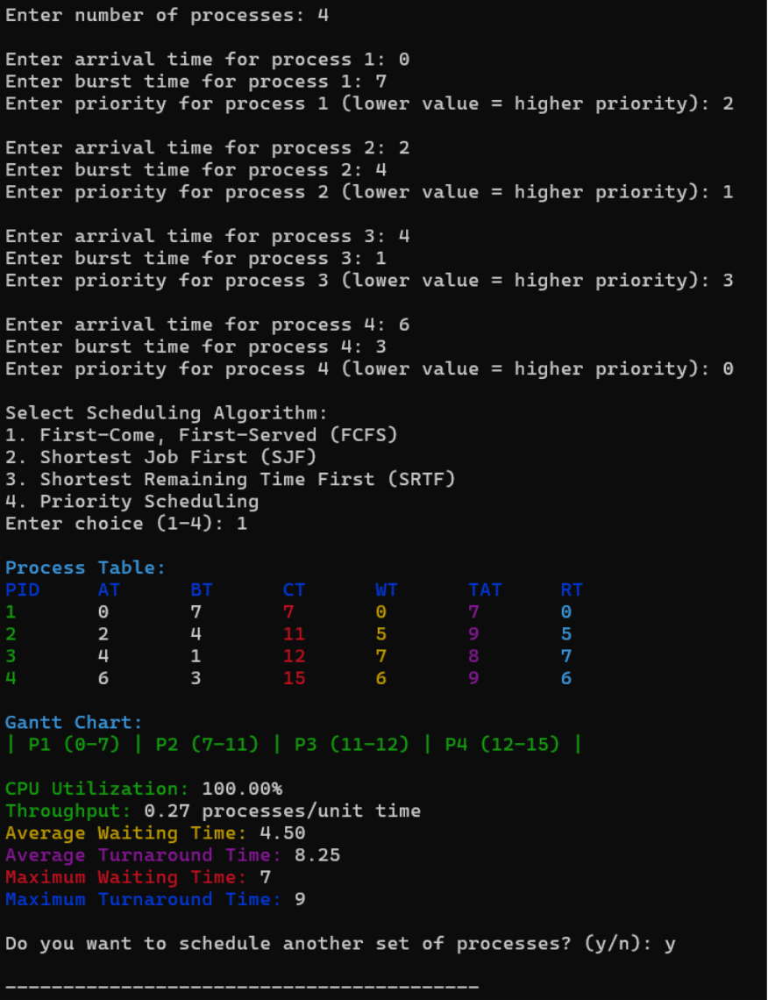 Enter number of processes: 4
Enter arrival time for process 1: 0
Enter burst time for process 1: 7
Enter priority for process 1 (lower value = higher priority): 2
Enter arrival time for process 2: 2
Enter burst time for process 2: 4
Enter priority for process 2 (lower value = higher priority): 1
Enter arrival time for process 3: 4
Enter burst time for process 3: 1
Enter priority for process 3 (lower value = higher priority): 3
Enter arrival time for process 4: 6
Enter burst time for process 4: 3
Enter priority for process 4 (lower value = higher priority): 0
Select Scheduling Algorithm:
1. First-Come, First-Served (FCFS)
2. Shortest Job First (SJF)
3. Shortest Remaining Time First (SRTF)
4. Priority Scheduling
Enter choice (1-4): 1
Process Table:
PID AT BT CT WT TAT RT
1 0 7 7 0 7 0
2 2 4 11 5 9 5
3 4 1 12 7 8 7
4 6 3 15 6 9 6
Gantt Chart:
| P1 (0-7) | P2 (7-11) | P3 (11-12) | P4 (12-15) |
CPU Utilization: 100.00%
Throughput: 0.27 processes/unit time
Average Waiting Time: 4.50
Average Turnaround Time: 8.25
Maximum Waiting Time: 7
Maximum Turnaround Time: 9
Do you want to schedule another set of processes? (y/n): y
-----------------------------------------